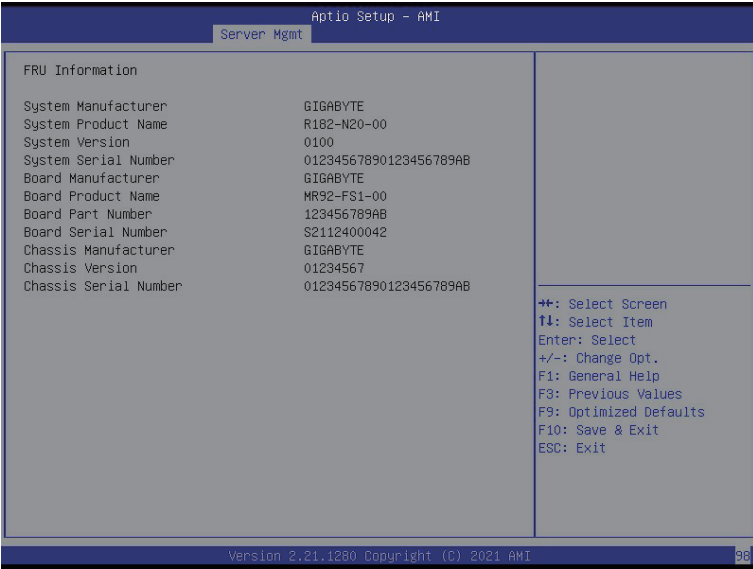 Aptio Setup – AMI
Server Mgmt
FRU Information
System Manufacturer GIGABYTE
System Product Name R182-N20-00
System Version 0100
System Serial Number 01234567890123456789AB
Board Manufacturer GIGABYTE
Board Product Name MR92-FS1-00
Board Part Number 123456789AB
Board Serial Number S2112400042
Chassis Manufacturer GIGABYTE
Chassis Version 01234567
Chassis Serial Number 01234567890123456789AB
→←: Select Screen
↑↓: Select Item
Enter: Select
+/-: Change Opt.
F1: General Help
F3: Previous Values
F9: Optimized Defaults
F10: Save & Exit
ESC: Exit
Version 2.21.1280 Copyright (C) 2021 AMI
98